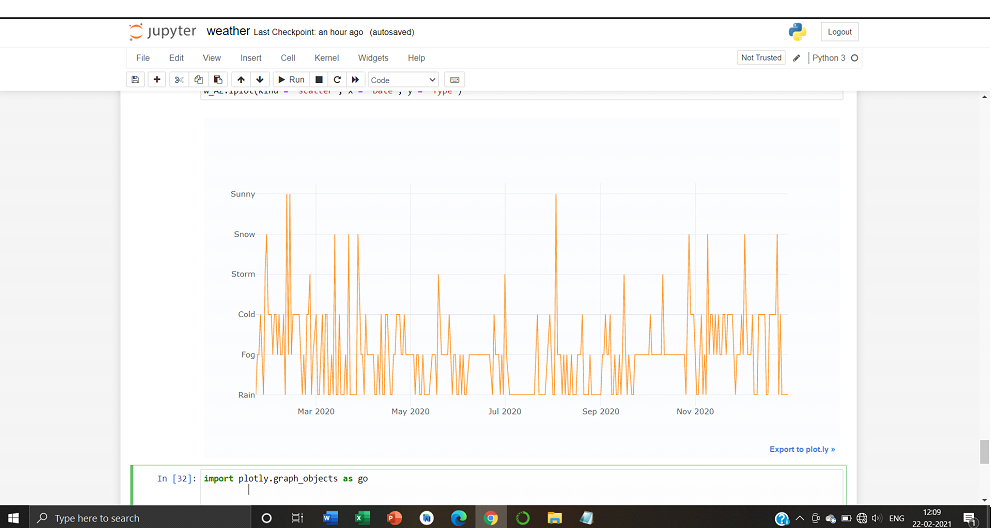 jupyter weather Last Checkpoint: an hour ago (autosaved) Logout
File Edit View Insert Cell Kernel Widgets Help Not Trusted Python 3
Run Code
w_AZ.iplot(kind = "scatter", x = "Date", y = "Type")
Sunny
Snow
Storm
Cold
Fog
Rain
Mar 2020 May 2020 Jul 2020 Sep 2020 Nov 2020
Export to plot.ly »
In [32]: import plotly.graph_objects as go
Type here to search
ENG
12:09
22-02-2021